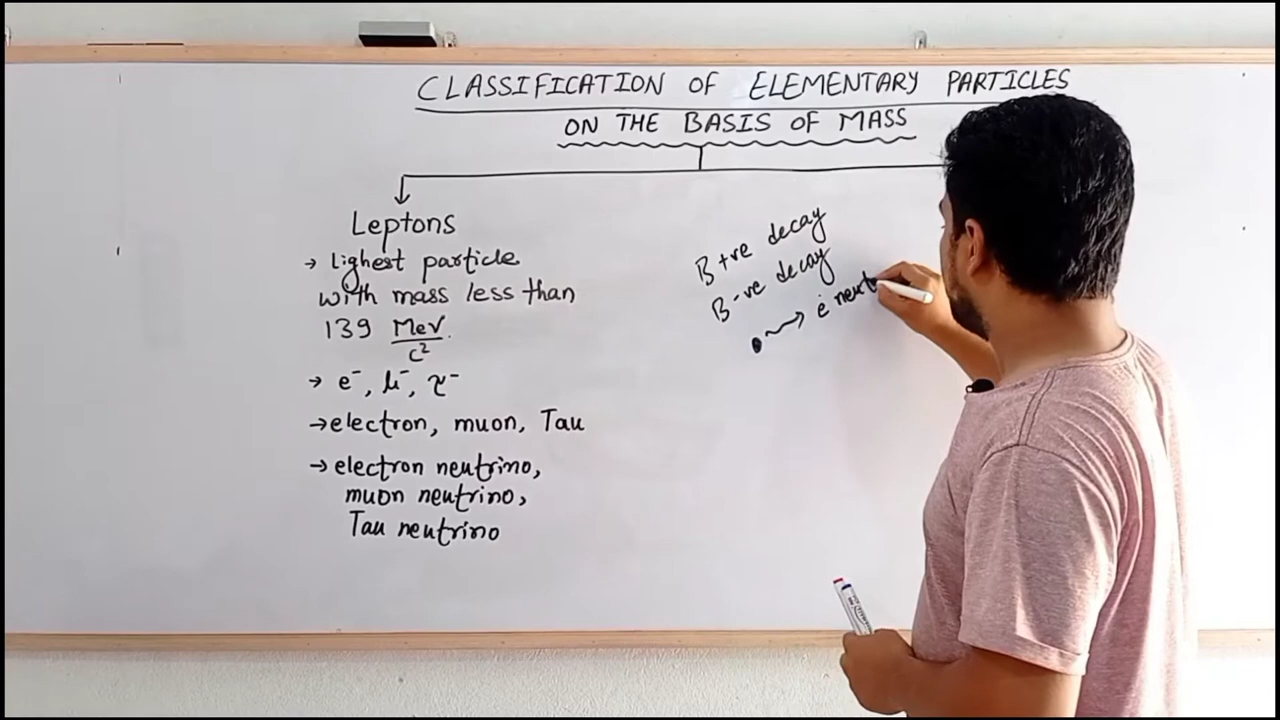 CLASSIFICATION OF ELEMENTARY PARTICLES
ON THE BASIS OF MASS
Leptons
→ lighest particle
with mass less than
139 MeV/c²
→ e⁻, μ⁻, τ⁻
→ electron, muon, Tau
→ electron neutrino,
muon neutrino,
Tau neutrino
B +ve decay
B -ve decay
e neut